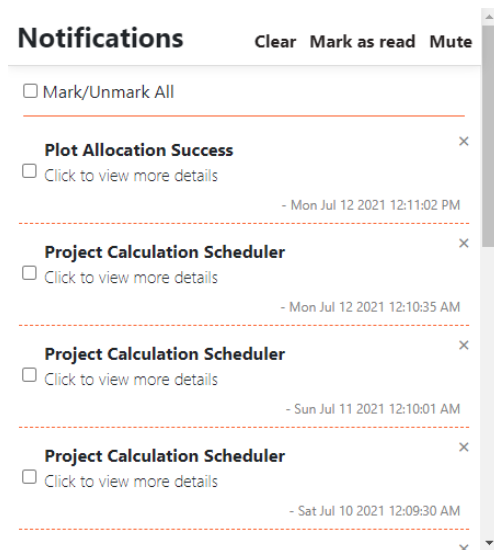 Notifications Clear Mark as read Mute
Mark/Unmark All
Plot Allocation Success
Click to view more details
- Mon Jul 12 2021 12:11:02 PM
Project Calculation Scheduler
Click to view more details
- Mon Jul 12 2021 12:10:35 AM
Project Calculation Scheduler
Click to view more details
- Sun Jul 11 2021 12:10:01 AM
Project Calculation Scheduler
Click to view more details
- Sat Jul 10 2021 12:09:30 AM